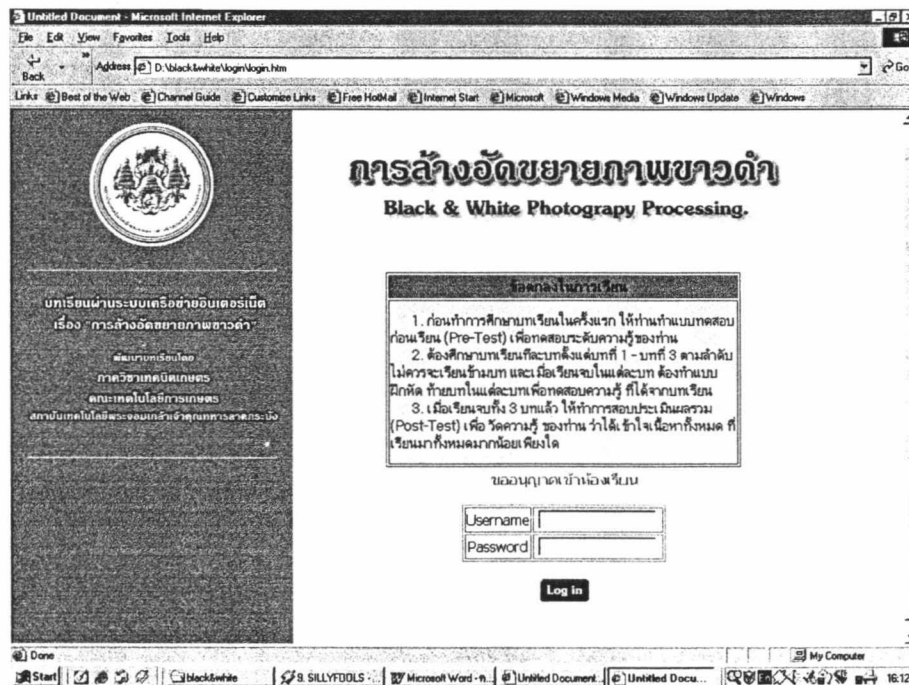 Untitled Document - Microsoft Internet Explorer
File Edit View Favorites Tools Help
Back
»
Address D:\black&white\login\login.htm
Go
Links Best of the Web Channel Guide Customize Links Free HotMail Internet Start Microsoft Windows Media Windows Update Windows
บทเรียนผ่านระบบเครือข่ายอินเตอร์เน็ต
เรื่อง "การล้างอัดขยายภาพขาวดำ"
พัฒนาบทเรียนโดย
ภาควิชาเทคนิคเกษตร
คณะเทคโนโลยีการเกษตร
สถาบันเทคโนโลยีพระจอมเกล้าเจ้าคุณทหารลาดกระบัง
การล้างอัดขยายภาพขาวดำ
Black & White Photograpy Processing.
ข้อตกลงในการเรียน
1. ก่อนทำการศึกษาบทเรียนในครั้งแรก ให้ท่านทำแบบทดสอบ
ก่อนเรียน (Pre-Test) เพื่อทดสอบระดับความรู้ของท่าน
2. ต้องศึกษาบทเรียนทีละบทตั้งแต่บทที่ 1 - บทที่ 3 ตามลำดับ
ไม่ควรจะเรียนข้ามบท และเมื่อเรียนจบในแต่ละบท ต้องทำแบบ
ฝึกหัด ท้ายบทในแต่ละบทเพื่อทดสอบความรู้ ที่ได้จากบทเรียน
3. เมื่อเรียนจบทั้ง 3 บทแล้ว ให้ทำการสอบประเมินผลรวม
(Post-Test) เพื่อ วัดความรู้ ของท่าน ว่าได้เข้าใจเนื้อหาทั้งหมด ที่
เรียนมาทั้งหมดมากน้อยเพียงใด
ขออนุญาตเข้าห้องเรียน
Username
Password
Log in
Done
My Computer
Start black&white 9. SILLYFOOLS -... Microsoft Word - n... Untitled Document... Untitled Docu... 16:12